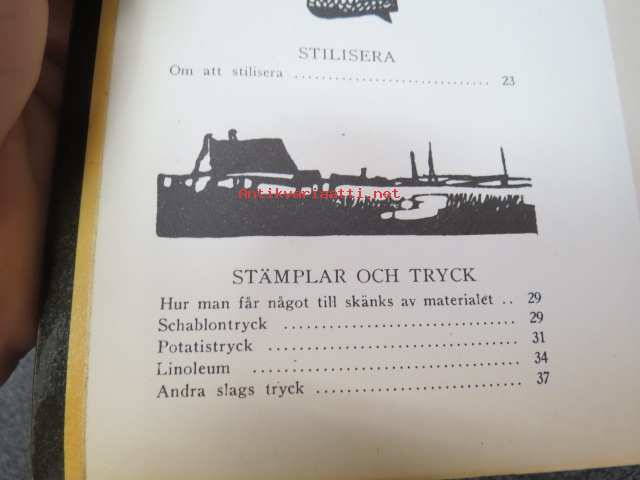 STILISERA
Om att stilisera .............................. 23
Antikvariaatti.net
STÄMPLAR OCH TRYCK
Hur man får något till skänks av materialet .. 29
Schablontryck .............................. 29
Potatistryck .............................. 31
Linoleum .............................. 34
Andra slags tryck .............................. 37